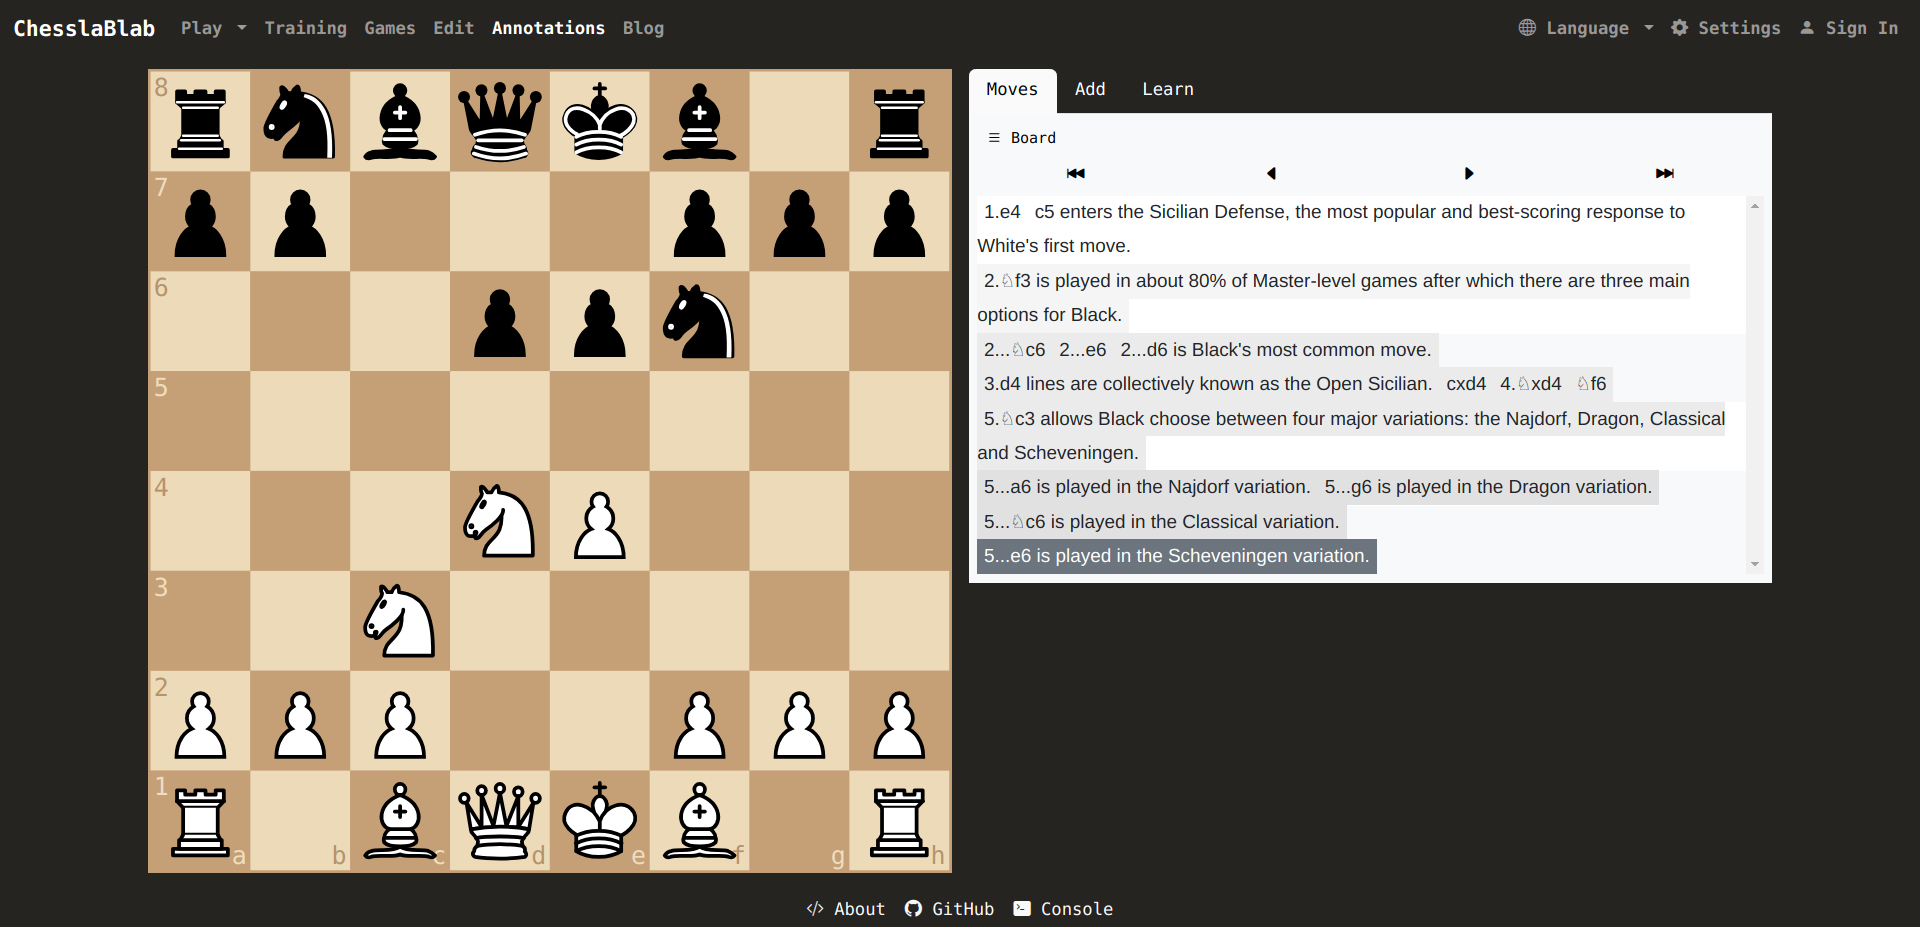 ChesslaBlab Play Training Games Edit Annotations Blog Language Settings Sign In
Moves Add Learn
Board
1.e4 c5 enters the Sicilian Defense, the most popular and best-scoring response to
White's first move.
2.♘f3 is played in about 80% of Master-level games after which there are three main
options for Black.
2...♘c6 2...e6 2...d6 is Black's most common move.
3.d4 lines are collectively known as the Open Sicilian. cxd4 4.♘xd4 ♘f6
5.♘c3 allows Black choose between four major variations: the Najdorf, Dragon, Classical
and Scheveningen.
5...a6 is played in the Najdorf variation. 5...g6 is played in the Dragon variation.
5...♘c6 is played in the Classical variation.
5...e6 is played in the Scheveningen variation.
8
7
6
5
4
3
2
1
a b c d e f g h
About GitHub Console